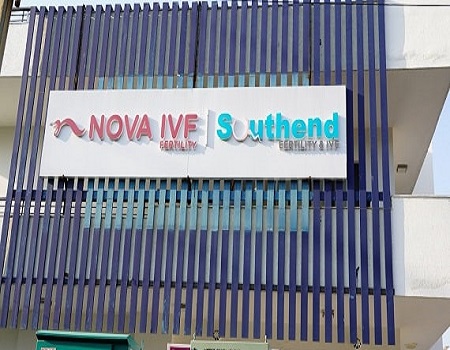 NOVA IVF
FERTILITY
Southend
FERTILITY & IVF